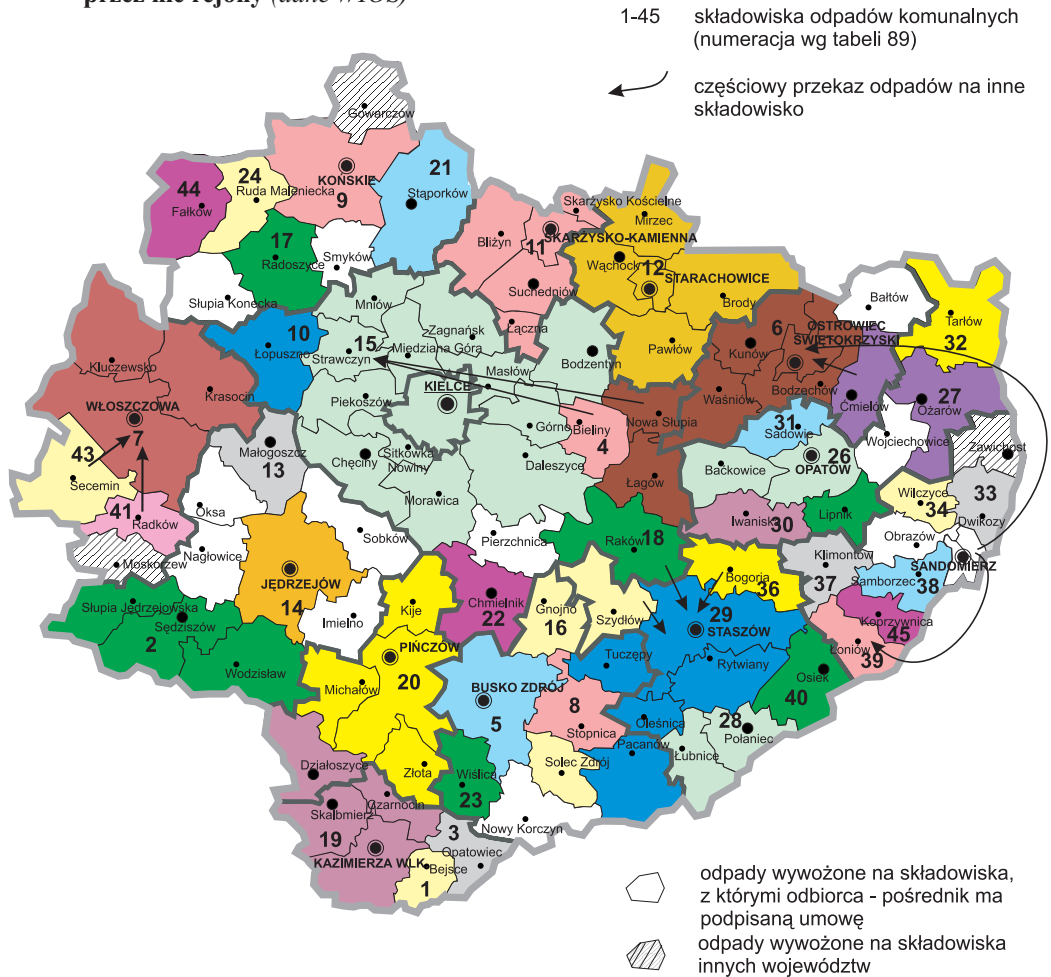 przez nie rejony (dane WIOŚ)
1-45 składowiska odpadów komunalnych
(numeracja wg tabeli 89)
częściowy przekaz odpadów na inne
składowisko
Gowarczów
KOŃSKIE
9
21
Stąporków
44
Fałków
24
Ruda Maleniecka
17
Radoszyce
Smyków
Słupia Konecka
Skarżysko Kościelne
Mirzec
Bliżyn
11
SKARŻYSKO-KAMIENNA
Wąchock
12
STARACHOWICE
Suchedniów
Brody
Łączna
Pawłów
Bałtów
Tarłów
32
6
OSTROWIEC
ŚWIĘTOKRZYSKI
Kunów
Bodzechów
Waśniów
Ćmielów
27
Ożarów
Mniów
Zagnańsk
15
Strawczyn
Miedziana Góra
Masłów
Bodzentyn
10
Łopuszno
Kluczewsko
Krasocin
WŁOSZCZOWA
7
Piekoszów
KIELCE
Górno
Bieliny
4
Nowa Słupia
Chęciny
Sitkówka
Nowiny
Daleszyce
Morawica
Łagów
31
Sadowie
26
Wojciechowice
Zawichost
Baćkowice
OPATÓW
Małogoszcz
13
43
Secemin
41
Radków
Oksa
Moskorzew
Nagłowice
Sobków
Pierzchnica
Iwaniska
30
Lipnik
Wilczyce
34
33
Dwikozy
Obrazów
SANDOMIERZ
Raków
18
Klimontów
37
Samborzec
38
JĘDRZEJÓW
14
Imielno
Bogoria
36
Koprzywnica
45
Łoniów
39
Słupia Jędrzejowska
Sędziszów
2
Wodzisław
Kije
Chmielnik
22
Gnojno
16
Szydłów
29
STASZÓW
PIŃCZÓW
20
Michałów
Tuczępy
Rytwiany
Osiek
40
BUSKO ZDRÓJ
5
8
Stopnica
Oleśnica
28
Połaniec
Pacanów
Łubnice
Działoszyce
Złota
Wiślica
23
Solec Zdrój
Skalbmierz
Czarnocin
19
3
Opatowiec
Nowy Korczyn
KAZIMIERZA WLK.
Bejsce
1
odpady wywożone na składowiska,
z którymi odbiorca - pośrednik ma
podpisaną umowę
odpady wywożone na składowiska
innych województw